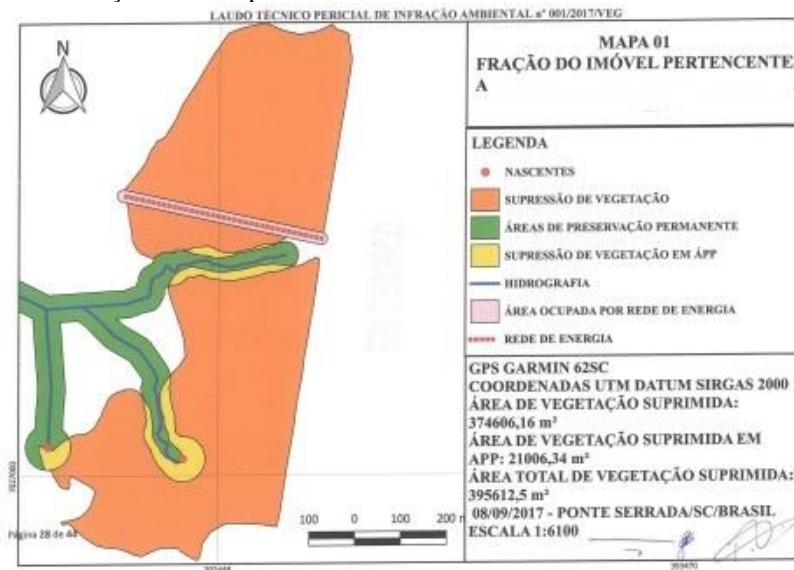 LAUDO TÉCNICO PERICIAL DE INFRAÇÃO AMBIENTAL nº 001/2017/VEG
N
MAPA 01
FRAÇÃO DO IMÓVEL PERTENCENTE
A
LEGENDA
NASCENTES
SUPRESSÃO DE VEGETAÇÃO
ÁREAS DE PRESERVAÇÃO PERMANENTE
SUPRESSÃO DE VEGETAÇÃO EM ÁPP
HIDROGRAFIA
ÁREA OCUPADA POR REDE DE ENERGIA
REDE DE ENERGIA
GPS GARMIN 62SC
COORDENADAS UTM DATUM SIRGAS 2000
ÁREA DE VEGETAÇÃO SUPRIMIDA:
374606,16 m²
ÁREA DE VEGETAÇÃO SUPRIMIDA EM
APP: 21006,34 m²
ÁREA TOTAL DE VEGETAÇÃO SUPRIMIDA:
395612,5 m²
08/09/2017 - PONTE SERRADA/SC/BRASIL
ESCALA 1:6100
100 0 100 200
Página 28 de 44